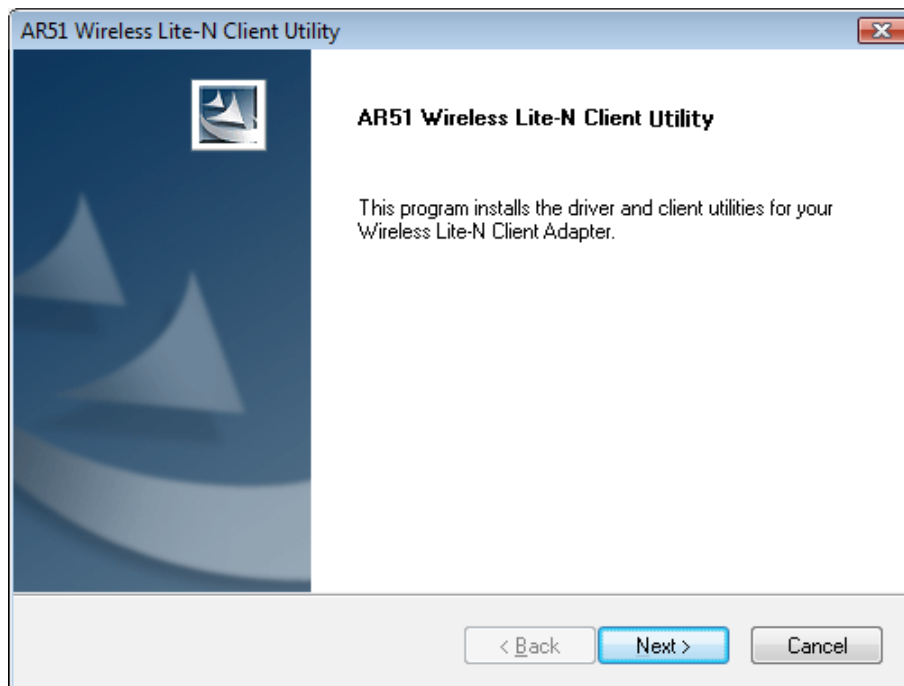 AR51 Wireless Lite-N Client Utility
AR51 Wireless Lite-N Client Utility
This program installs the driver and client utilities for your
Wireless Lite-N Client Adapter.
< Back
Next >
Cancel